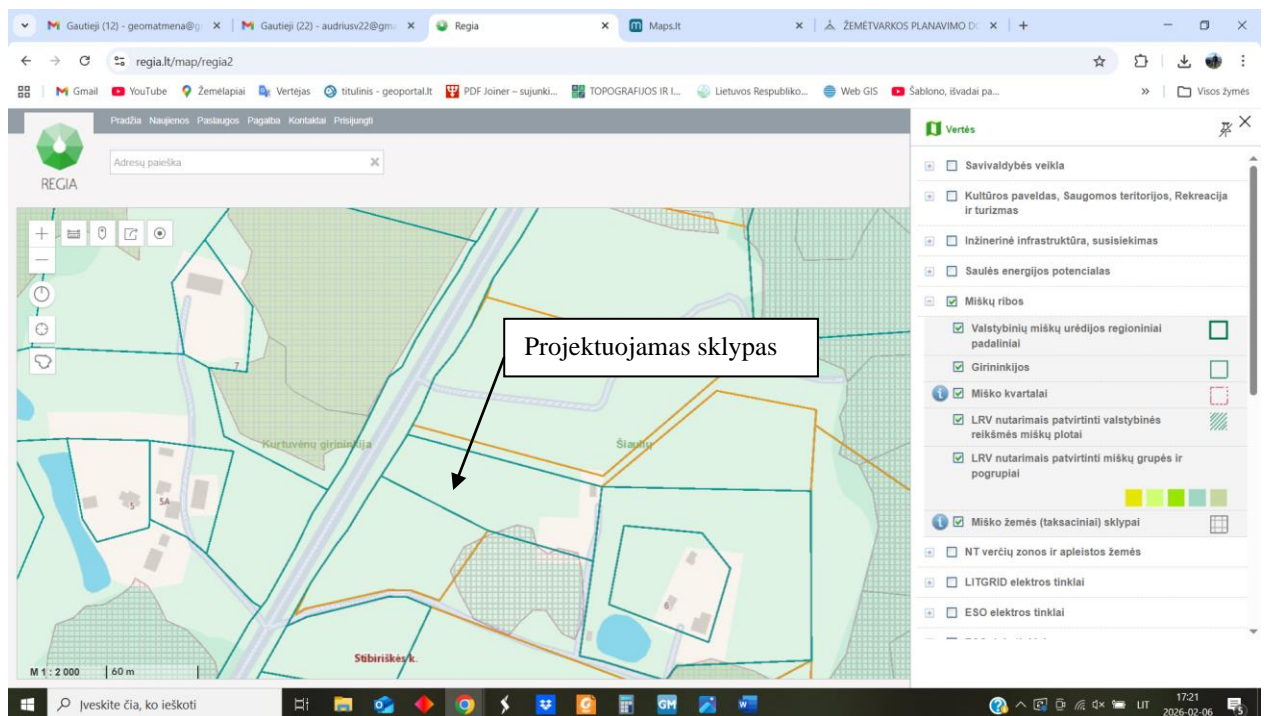 Gautieji (12) - geomatmena@g
Gautieji (22) - audriusv22@gma
Regia
Maps.lt
ŽEMĖTVARKOS PLANAVIMO DO
regia.lt/map/regia2
Gmail
YouTube
Žemėlapiai
Vertėjas
titulinis - geoportal.lt
PDF Joiner – sujunki...
TOPOGRAFIJOS IR I...
Lietuvos Respubliko...
Web GIS
Šablono, išvadai pa...
Visos žymės
Pradžia Naujienos Paslaugos Pagalba Kontaktai Prisijungti
Adresų paieška
REGIA
Projektuojamas sklypas
7
Kurtuvėnų girininkija
Šiaulių
5
5A
6
Stibiriškės k.
M 1 : 2 000
60 m
Vertės
Savivaldybės veikla
Kultūros paveldas, Saugomos teritorijos, Rekreacija
ir turizmas
Inžinerinė infrastruktūra, susisiekimas
Saulės energijos potencialas
Miškų ribos
Valstybinių miškų urėdijos regioniniai
padaliniai
Girininkijos
Miško kvartalai
LRV nutarimais patvirtinti valstybinės
reikšmės miškų plotai
LRV nutarimais patvirtinti miškų grupės ir
pogrupiai
Miško žemės (taksaciniai) sklypai
NT verčių zonos ir apleistos žemės
LITGRID elektros tinklai
ESO elektros tinklai
Įveskite čia, ko ieškoti
LIT
17:21
2026-02-06